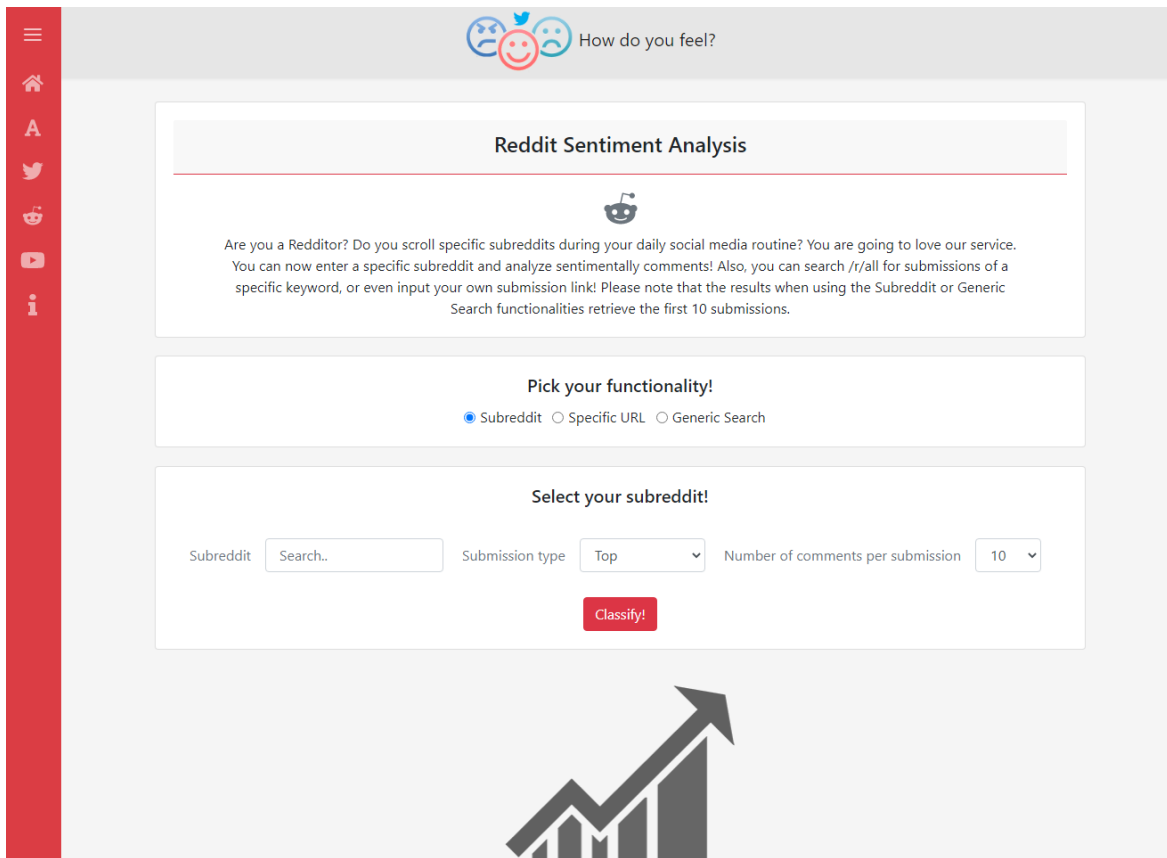 How do you feel?
Reddit Sentiment Analysis
Are you a Redditor? Do you scroll specific subreddits during your daily social media routine? You are going to love our service.
You can now enter a specific subreddit and analyze sentimentally comments! Also, you can search /r/all for submissions of a
specific keyword, or even input your own submission link! Please note that the results when using the Subreddit or Generic
Search functionalities retrieve the first 10 submissions.
Pick your functionality!
Subreddit Specific URL Generic Search
Select your subreddit!
Subreddit Search.. Submission type Top Number of comments per submission 10
Classify!